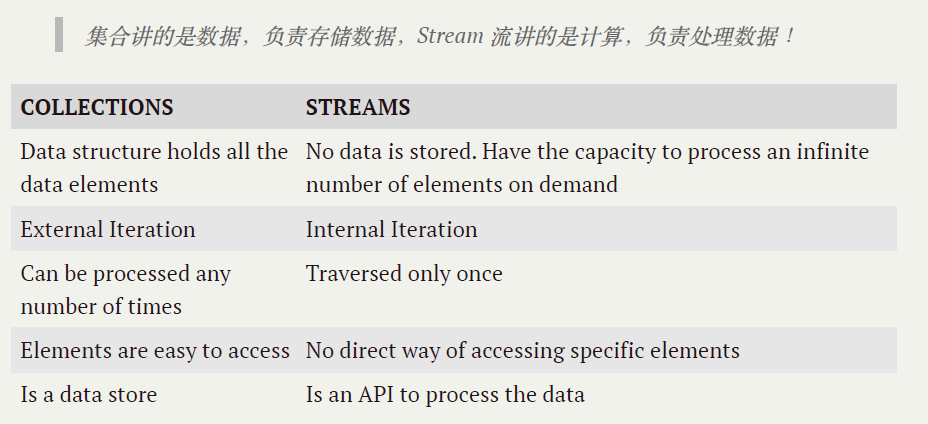 集合讲的是数据，负责存储数据，Stream 流讲的是计算，负责处理数据！
COLLECTIONS STREAMS
Data structure holds all the No data is stored. Have the capacity to process an infinite
data elements number of elements on demand
External Iteration Internal Iteration
Can be processed any Traversed only once
number of times
Elements are easy to access No direct way of accessing specific elements
Is a data store Is an API to process the data